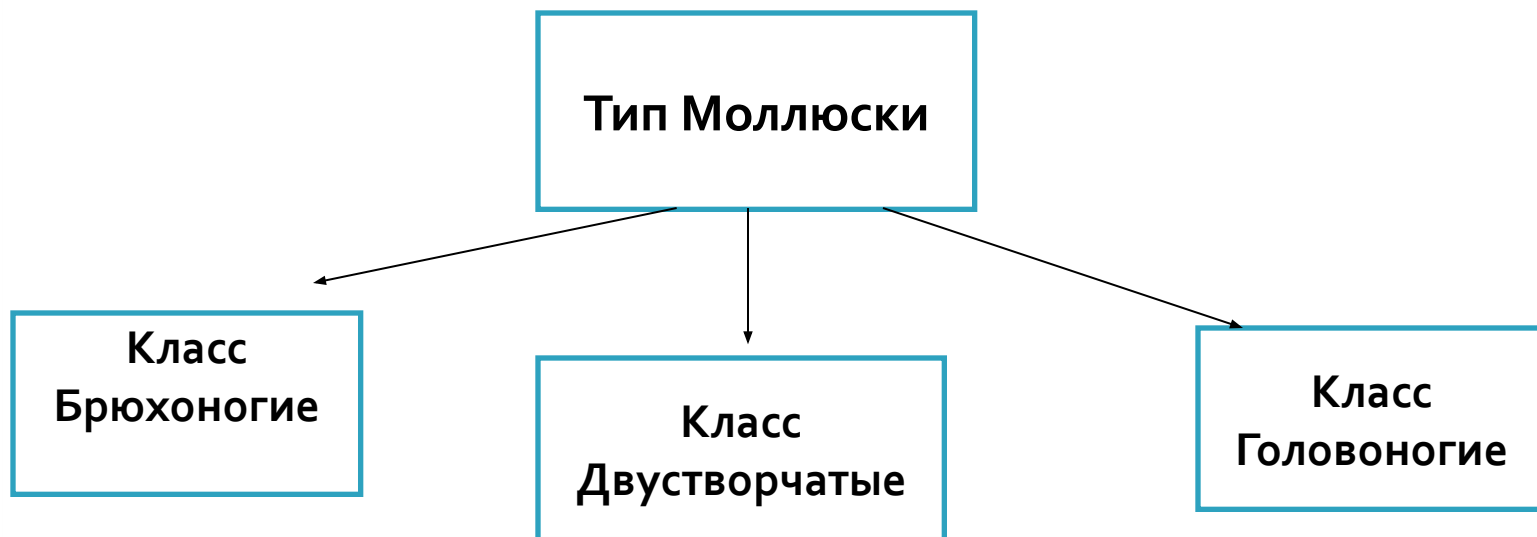 Тип Моллюски
Класс
Брюхоногие
Класс
Двустворчатые
Класс
Головоногие